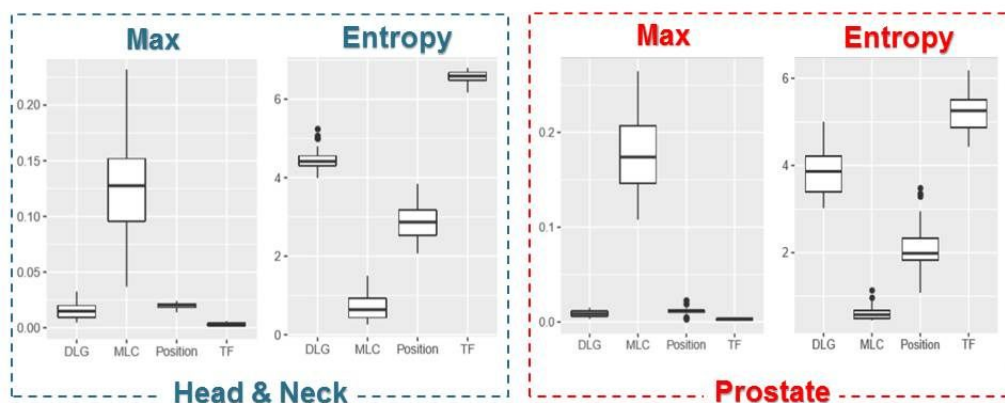 Max
Entropy
0.20
0.15
0.10
0.05
0.00
DLG MLC Position TF
6
4
2
0
DLG MLC Position TF
Head & Neck
Max
Entropy
0.2
0.1
0.0
DLG MLC Position TF
6
4
2
DLG MLC Position TF
Prostate